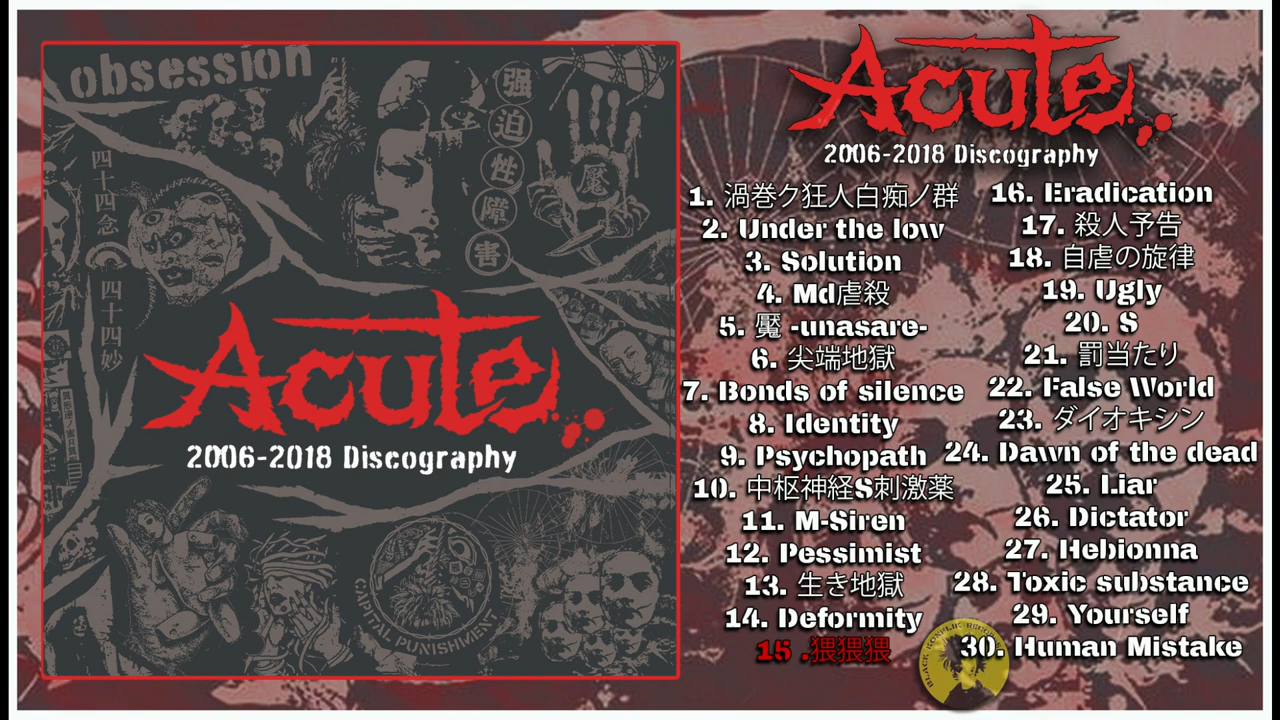 obsession
强迫性障害
魘
四十四念
四十四妙
Acute
2006-2018 Discography
CAPITAL PUNISHMENT
Acute
2006-2018 Discography
1. 渦巻ク狂人白痴ノ群
2. Under the low
3. Solution
4. Md虐殺
5. 魘 -unasare-
6. 尖端地獄
7. Bonds of silence
8. Identity
9. Psychopath
10. 中枢神経S刺激薬
11. M-Siren
12. Pessimist
13. 生き地獄
14. Deformity
15 .猥猥猥
16. Eradication
17. 殺人予告
18. 自虐の旋律
19. Ugly
20. S
21. 罰当たり
22. False World
23. ダイオキシン
24. Dawn of the dead
25. Liar
26. Dictator
27. Hebionna
28. Toxic substance
29. Yourself
30. Human Mistake
BLACK KONFLIK RECORDS